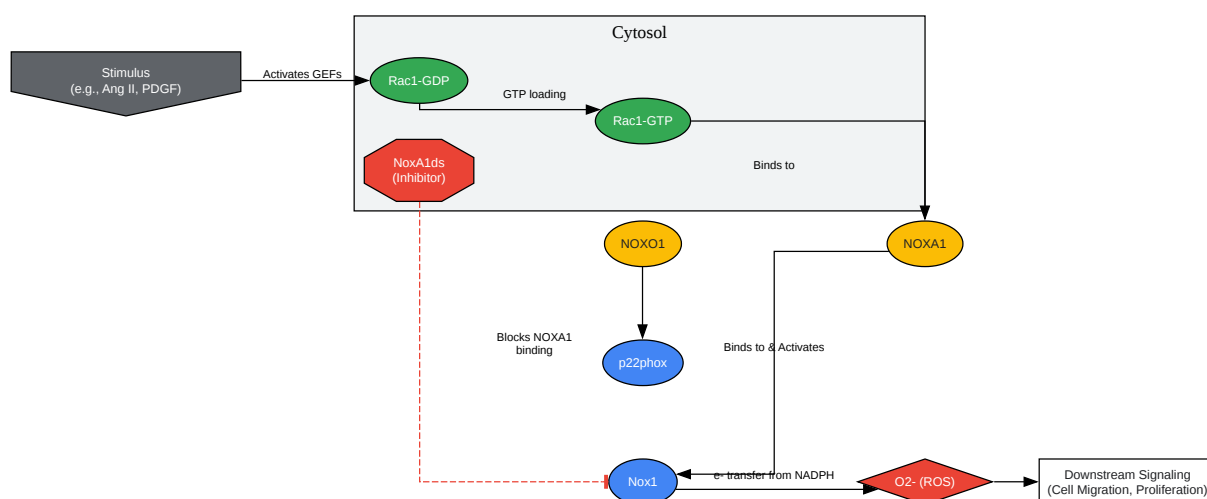 Cytosol
Stimulus
(e.g., Ang II, PDGF)
Activates GEFs
Rac1-GDP
GTP loading
Rac1-GTP
NoxA1ds
(Inhibitor)
Binds to
NOXO1
NOXA1
Blocks NOXA1
binding
Binds to & Activates
p22phox
Nox1
e- transfer from NADPH
O2- (ROS)
Downstream Signaling
(Cell Migration, Proliferation)